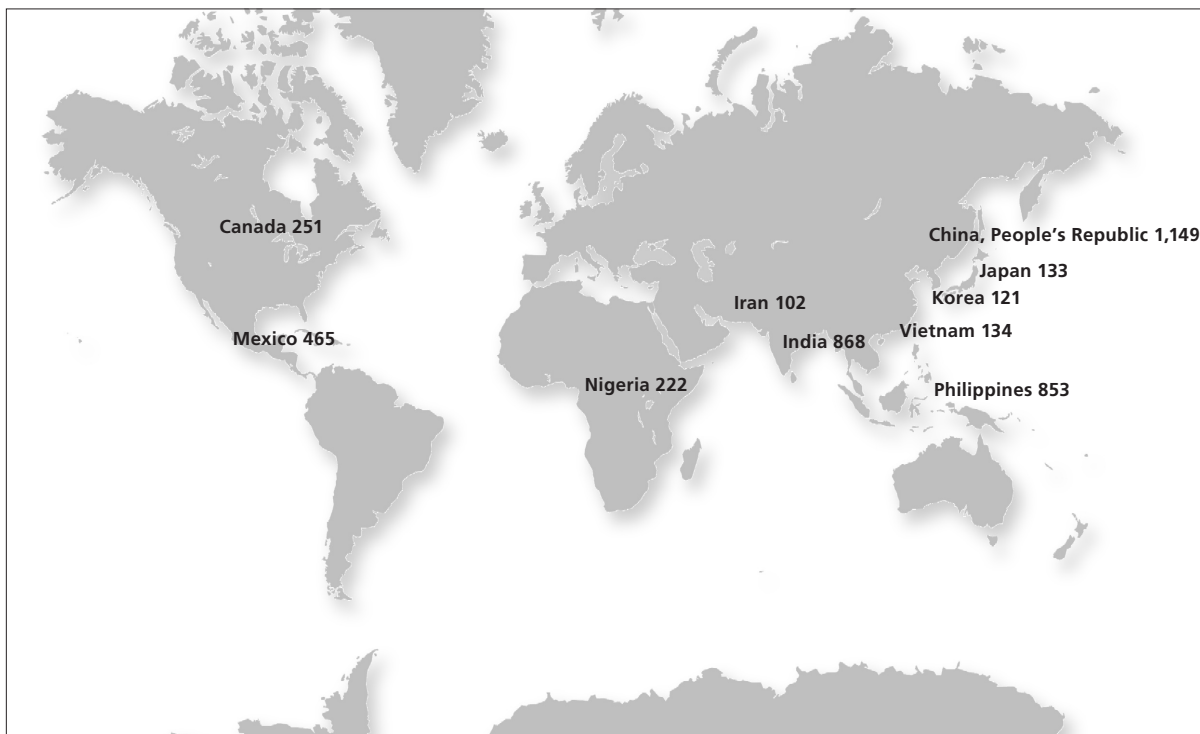 Canada 251
China, People’s Republic 1,149
Japan 133
Korea 121
Iran 102
Vietnam 134
Mexico 465
India 868
Nigeria 222
Philippines 853